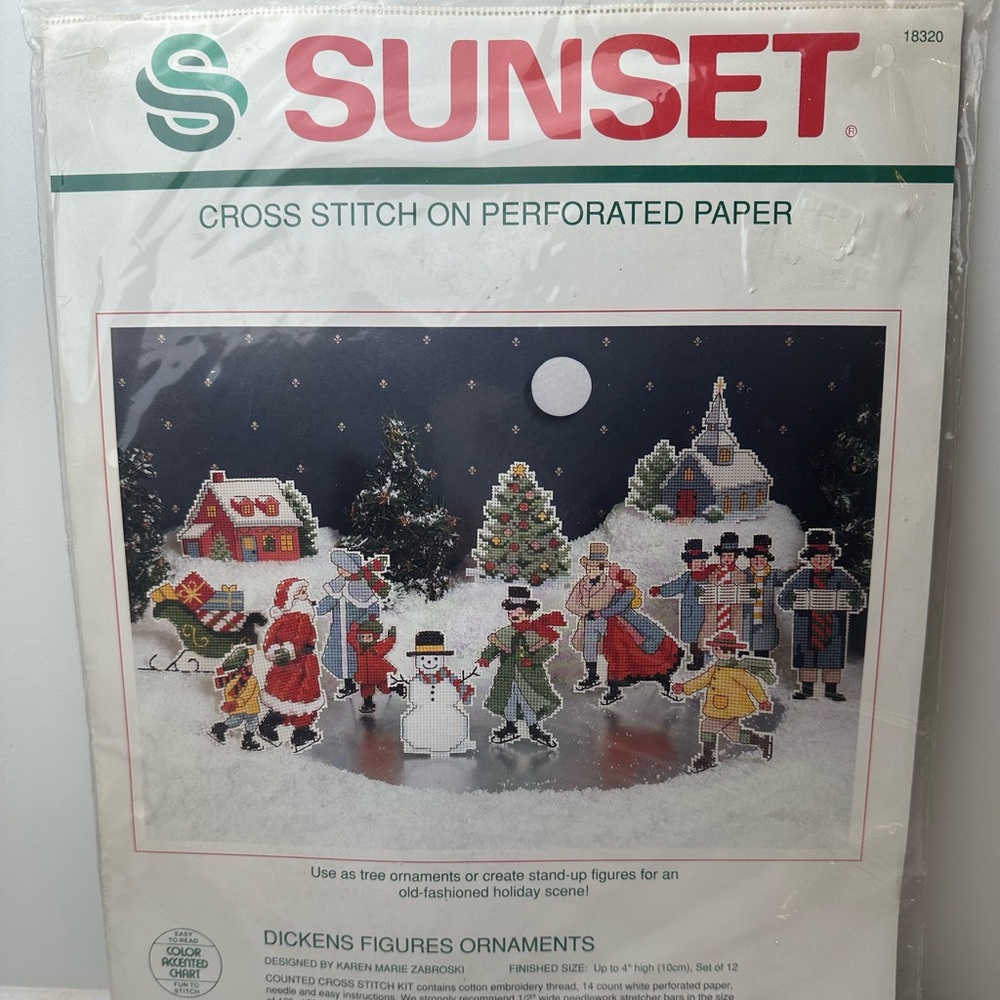 SUNSET®
18320
CROSS STITCH ON PERFORATED PAPER
Use as tree ornaments or create stand-up figures for an
old-fashioned holiday scene!
EASY
TO READ
COLOR
ACCENTED
CHART
FUN TO
STITCH
DICKENS FIGURES ORNAMENTS
DESIGNED BY KAREN MARIE ZABROSKI FINISHED SIZE: Up to 4" high (10cm), Set of 12
COUNTED CROSS STITCH KIT contains cotton embroidery thread, 14 count white perforated paper,
needle and easy instructions. We strongly recommend 1/2" wide needlework stretcher bars in the size